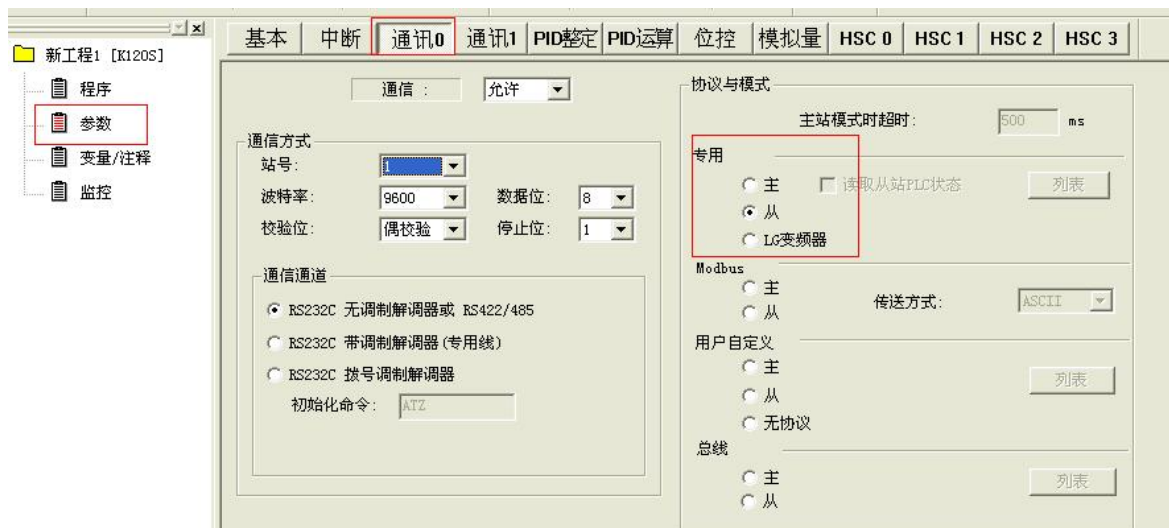 新工程1 [K120S]
程序
参数
变量/注释
监控
基本 中断 通讯0 通讯1 PID整定 PID运算 位控 模拟量 HSC 0 HSC 1 HSC 2 HSC 3
通信 : 允许
通信方式
站号: 1
波特率: 9600 数据位: 8
校验位: 偶校验 停止位: 1
通信通道
RS232C 无调制解调器或 RS422/485
RS232C 带调制解调器(专用线)
RS232C 拨号调制解调器
初始化命令: ATZ
协议与模式
主站模式时超时: 500 ms
专用
主 读取从站PLC状态 列表
从
LG变频器
Modbus
主
从 传送方式: ASCII
用户自定义
主
从 列表
无协议
总线
主 列表
从